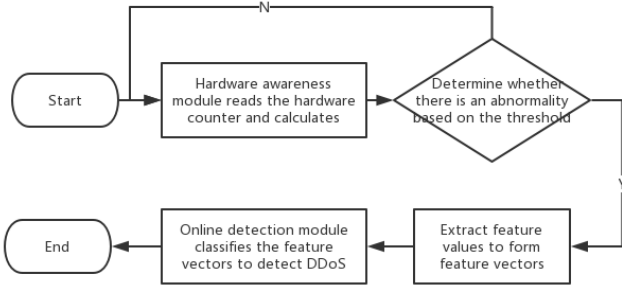 N
Start
Hardware awareness
module reads the hardware
counter and calculates
Determine whether
there is an abnormality
based on the threshold
Y
End
Online detection module
classifies the feature
vectors to detect DDoS
Extract feature
values to form
feature vectors